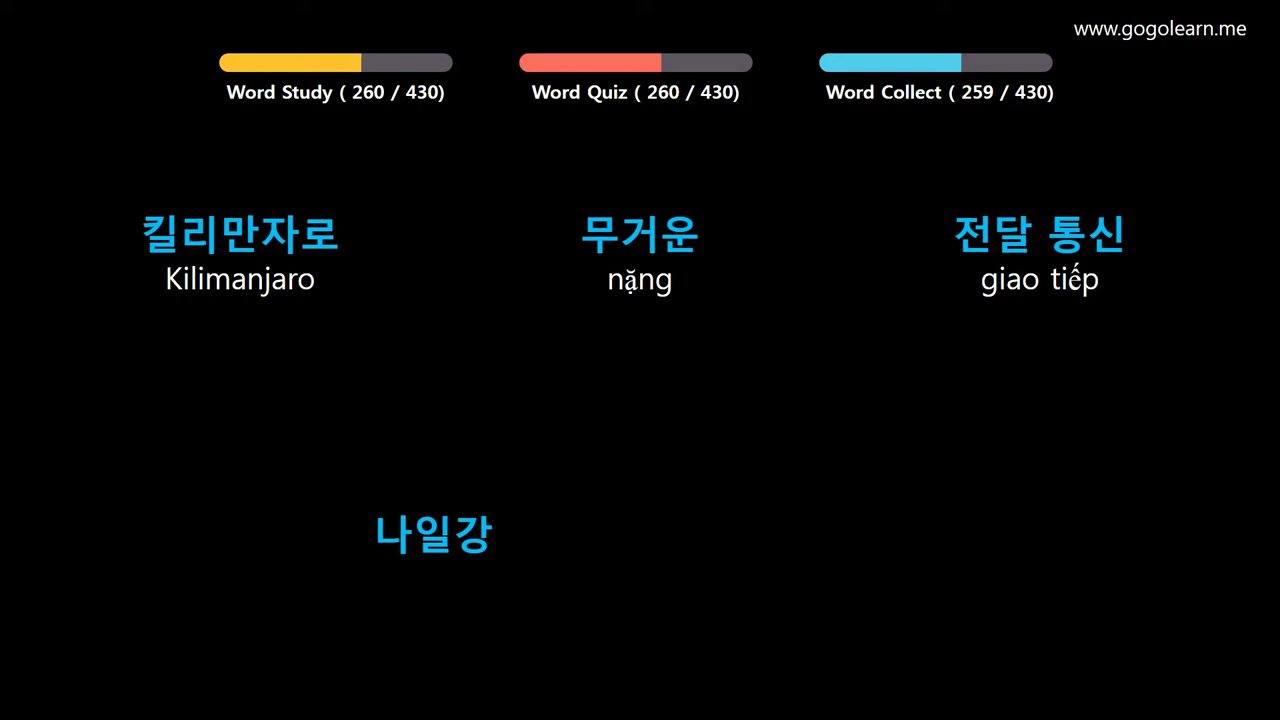 www.gogolearn.me
Word Study ( 260 / 430)
Word Quiz ( 260 / 430)
Word Collect ( 259 / 430)
킬리만자로
Kilimanjaro
무거운
nặng
전달 통신
giao tiếp
나일강